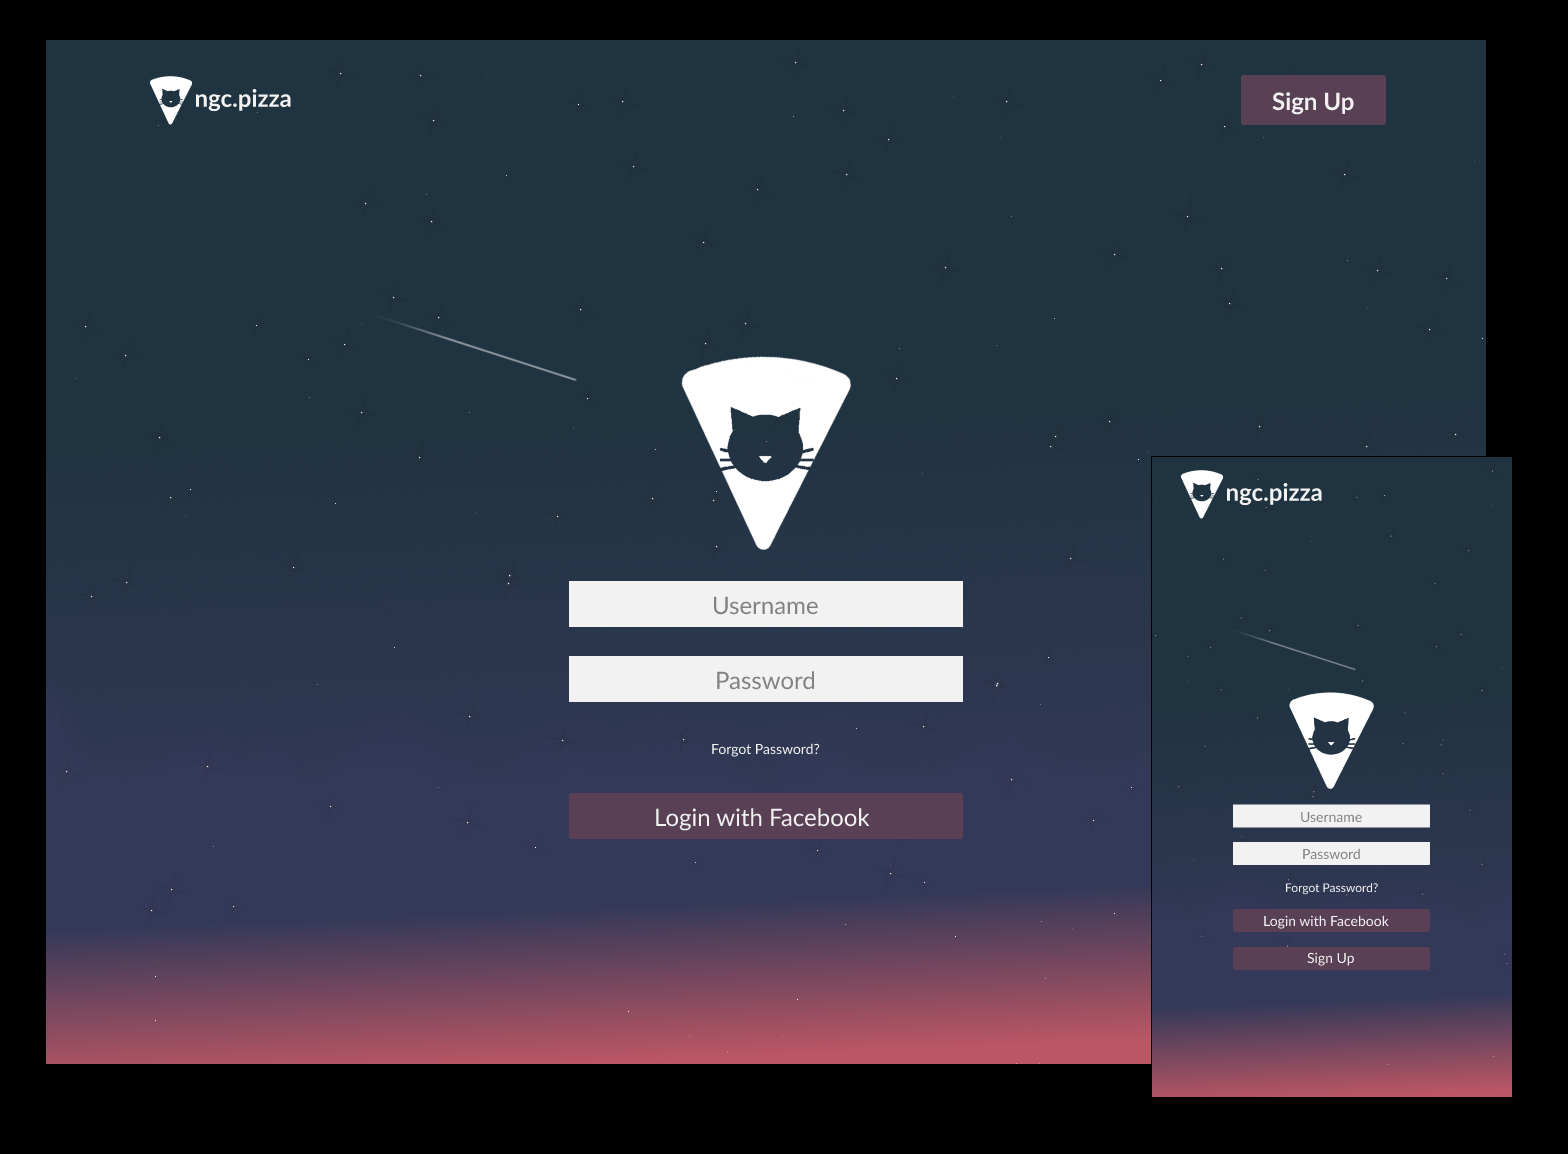 ngc.pizza
Sign Up
Username
Password
Forgot Password?
Login with Facebook
ngc.pizza
Username
Password
Forgot Password?
Login with Facebook
Sign Up